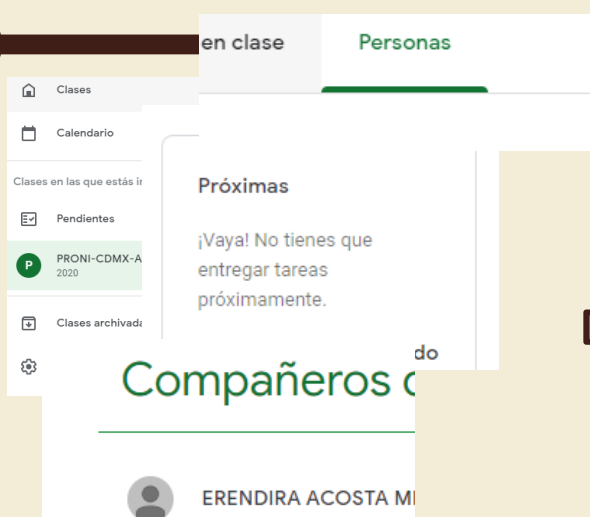 en clase Personas
Clases
Calendario
Clases en las que estás
Pendientes
P PRONI-CDMX-A
2020
Clases
Próximas
¡Vaya! No tienes que
entregar tareas
próximamente.
do
Compañeros
ERENDIRA ACOSTA